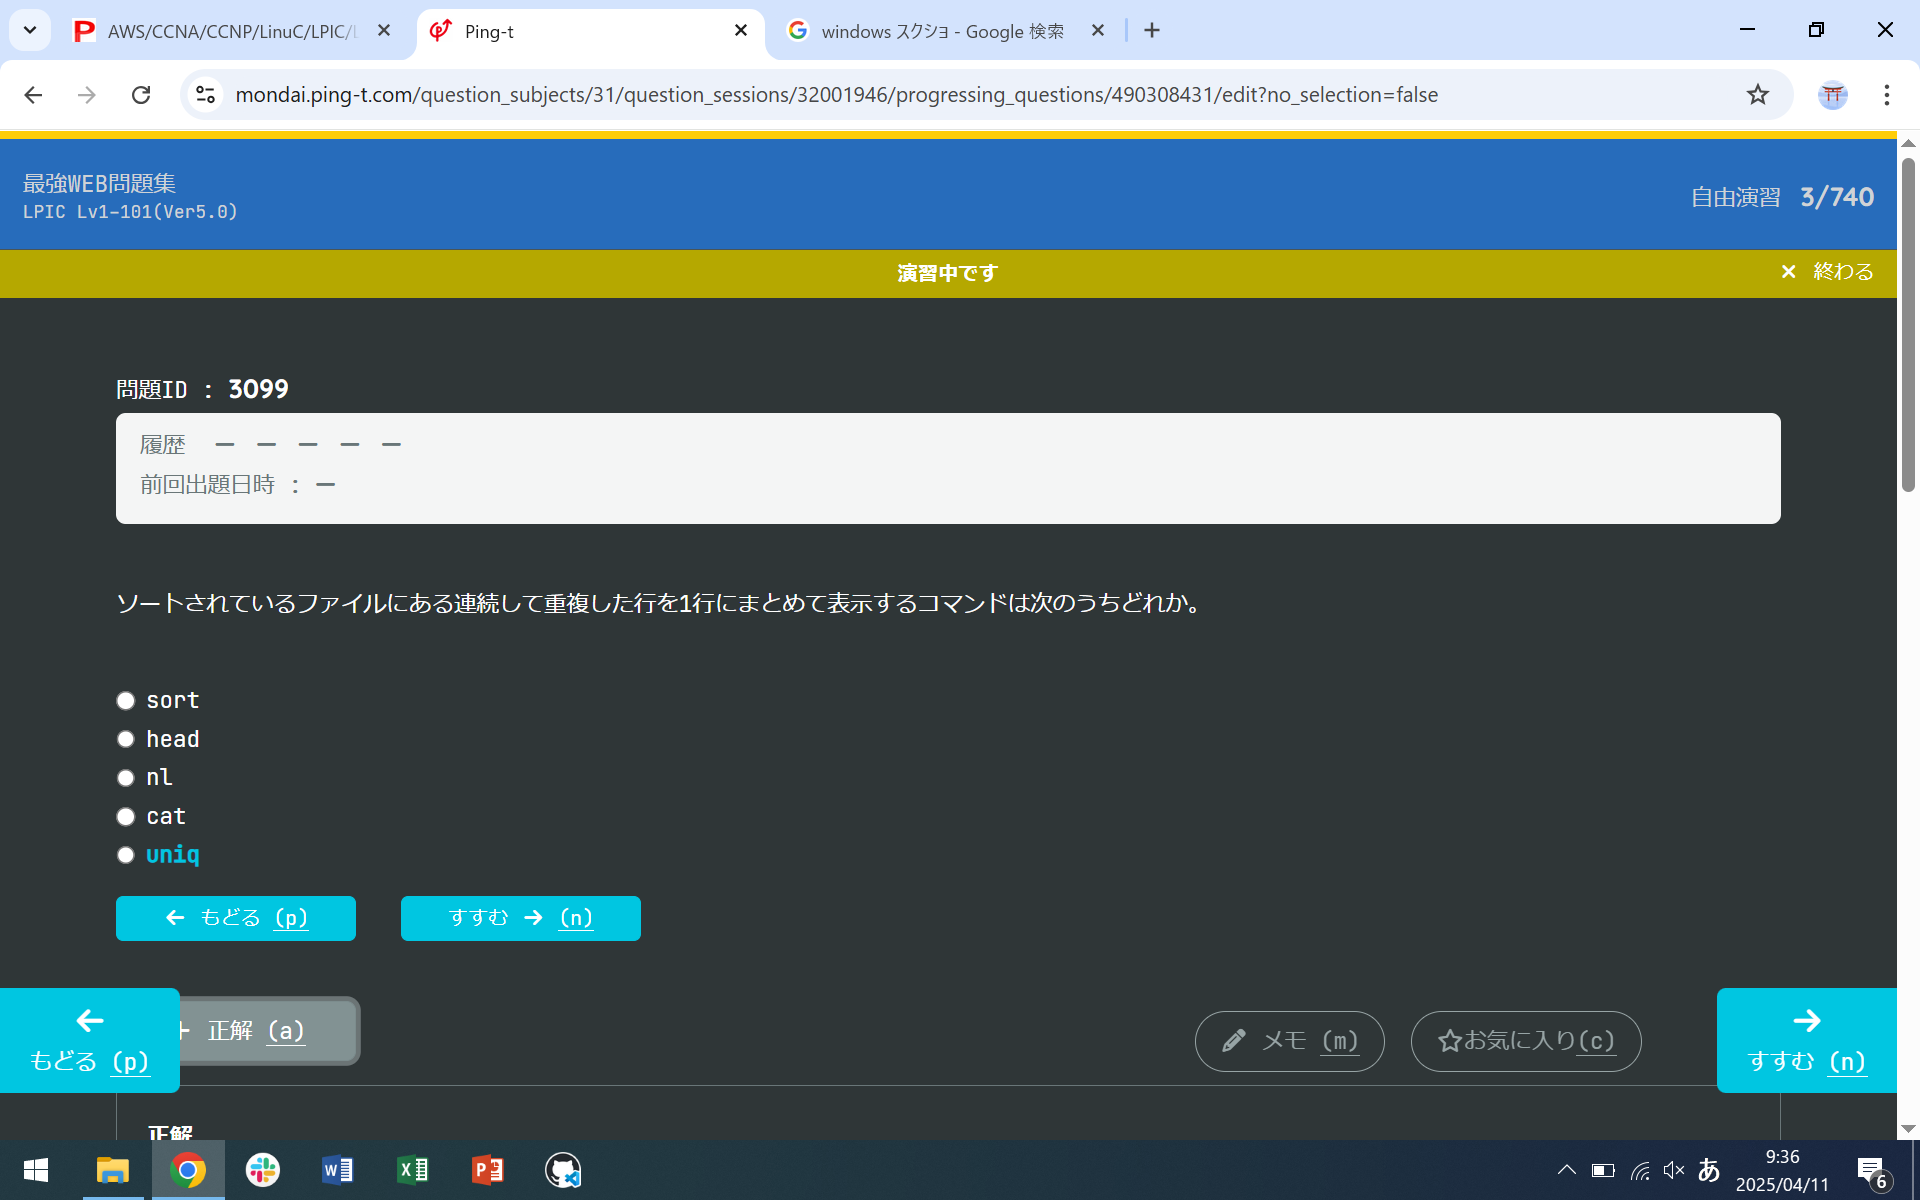 AWS/CCNA/CCNP/LinuC/LPIC/
Ping-t
windows スクショ - Google 検索
mondai.ping-t.com/question_subjects/31/question_sessions/32001946/progressing_questions/490308431/edit?no_selection=false
最強WEB問題集
LPIC Lv1-101(Ver5.0)
自由演習 3/740
演習中です
× 終わる
問題ID : 3099
履歴 ー ー ー ー ー
前回出題日時 : ー
ソートされているファイルにある連続して重複した行を1行にまとめて表示するコマンドは次のうちどれか。
sort
head
nl
cat
uniq
← もどる (p)
すすむ → (n)
正解 (a)
メモ (m)
☆お気に入り(c)
← もどる (p)
→ すすむ (n)
正解
あ
9:36
2025/04/11
6